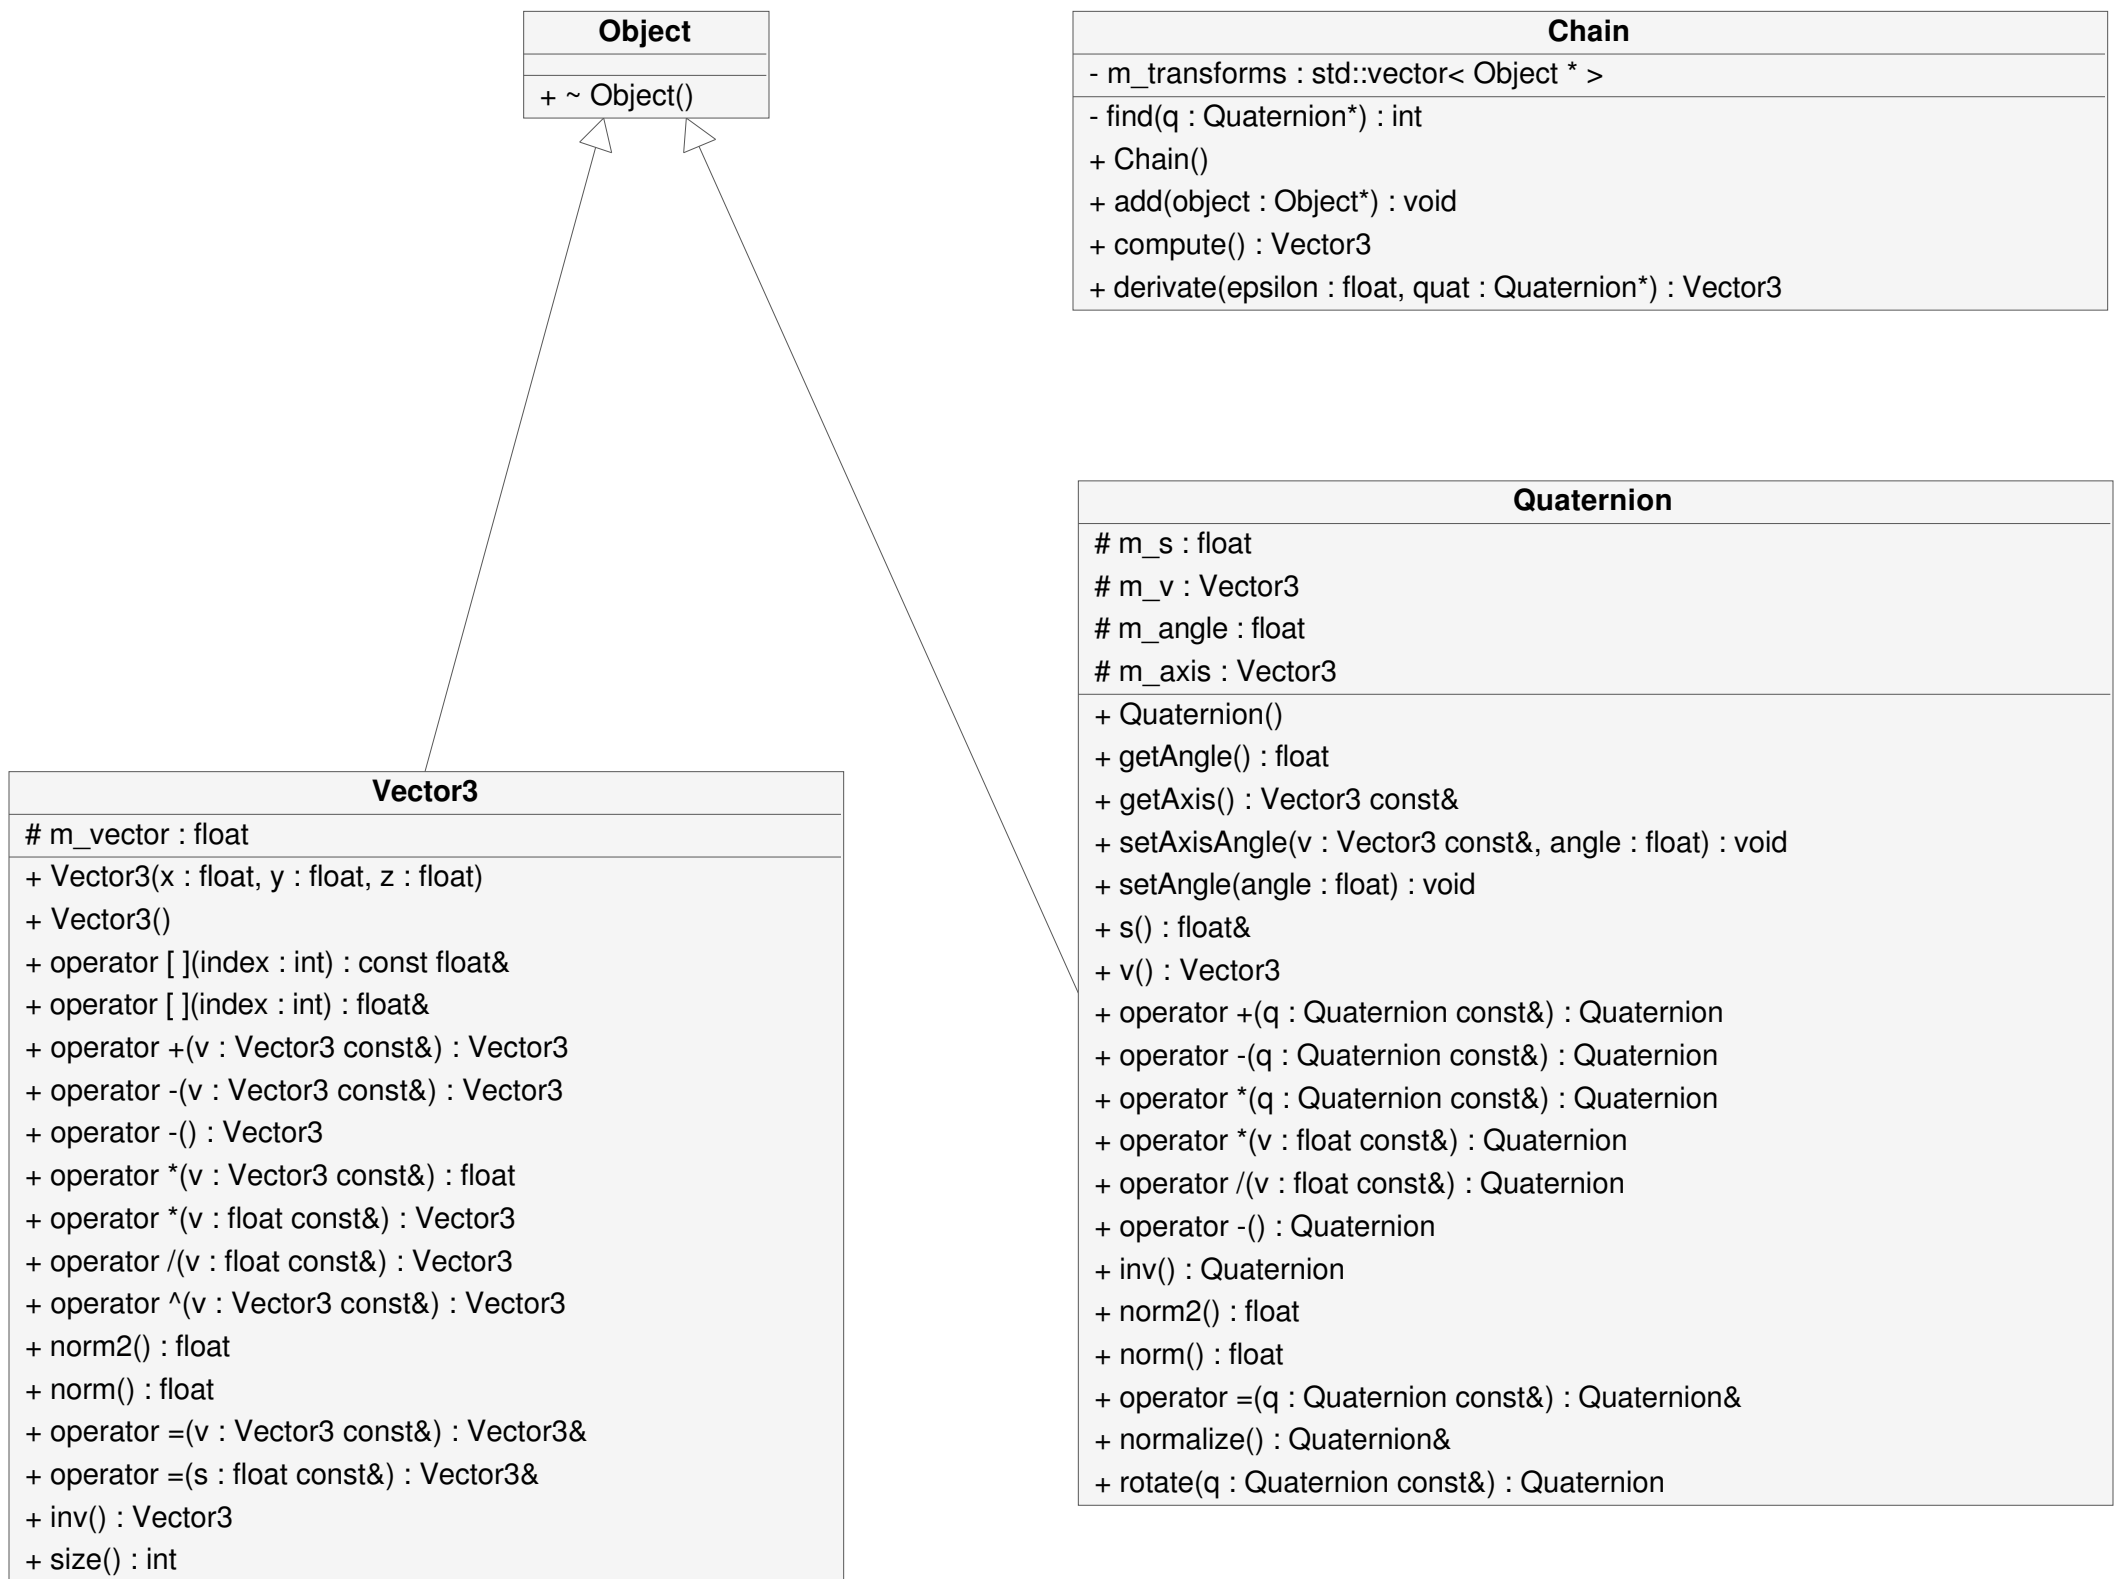 Object
+ ~ Object()
Chain
- m_transforms : std::vector< Object * >
- find(q : Quaternion*) : int
+ Chain()
+ add(object : Object*) : void
+ compute() : Vector3
+ derivate(epsilon : float, quat : Quaternion*) : Vector3
Quaternion
# m_s : float
# m_v : Vector3
# m_angle : float
# m_axis : Vector3
+ Quaternion()
+ getAngle() : float
+ getAxis() : Vector3 const&
+ setAxisAngle(v : Vector3 const&, angle : float) : void
+ setAngle(angle : float) : void
+ s() : float&
+ v() : Vector3
+ operator +(q : Quaternion const&) : Quaternion
+ operator -(q : Quaternion const&) : Quaternion
+ operator *(q : Quaternion const&) : Quaternion
+ operator *(v : float const&) : Quaternion
+ operator /(v : float const&) : Quaternion
+ operator -() : Quaternion
+ inv() : Quaternion
+ norm2() : float
+ norm() : float
+ operator =(q : Quaternion const&) : Quaternion&
+ normalize() : Quaternion&
+ rotate(q : Quaternion const&) : Quaternion
Vector3
# m_vector : float
+ Vector3(x : float, y : float, z : float)
+ Vector3()
+ operator [ ](index : int) : const float&
+ operator [ ](index : int) : float&
+ operator +(v : Vector3 const&) : Vector3
+ operator -(v : Vector3 const&) : Vector3
+ operator -() : Vector3
+ operator *(v : Vector3 const&) : float
+ operator *(v : float const&) : Vector3
+ operator /(v : float const&) : Vector3
+ operator ^(v : Vector3 const&) : Vector3
+ norm2() : float
+ norm() : float
+ operator =(v : Vector3 const&) : Vector3&
+ operator =(s : float const&) : Vector3&
+ inv() : Vector3
+ size() : int